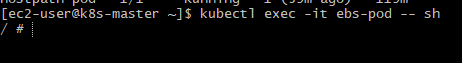 [ec2-user@k8s-master ~]$ kubectl exec -it ebs-pod -- sh
/ #